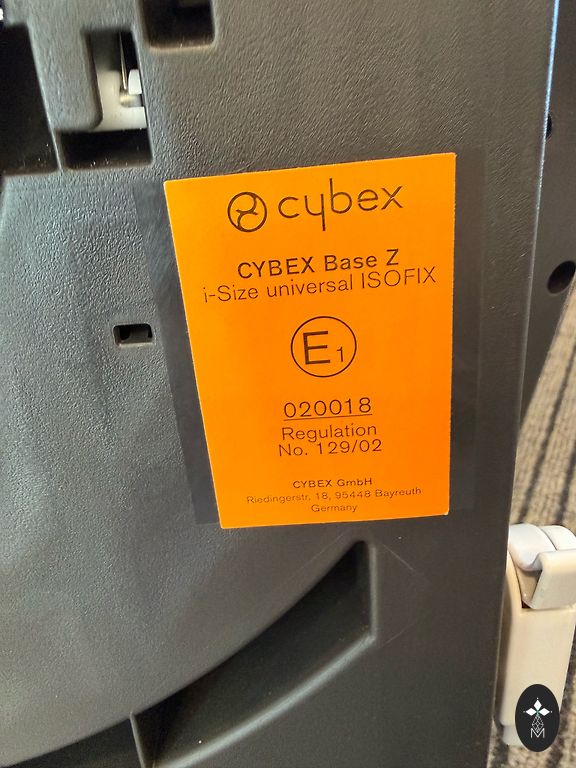 cybex
CYBEX Base Z
i-Size universal ISOFIX
E1
020018
Regulation
No. 129/02
CYBEX GmbH
Riedingerstr. 18, 95448 Bayreuth
Germany
M